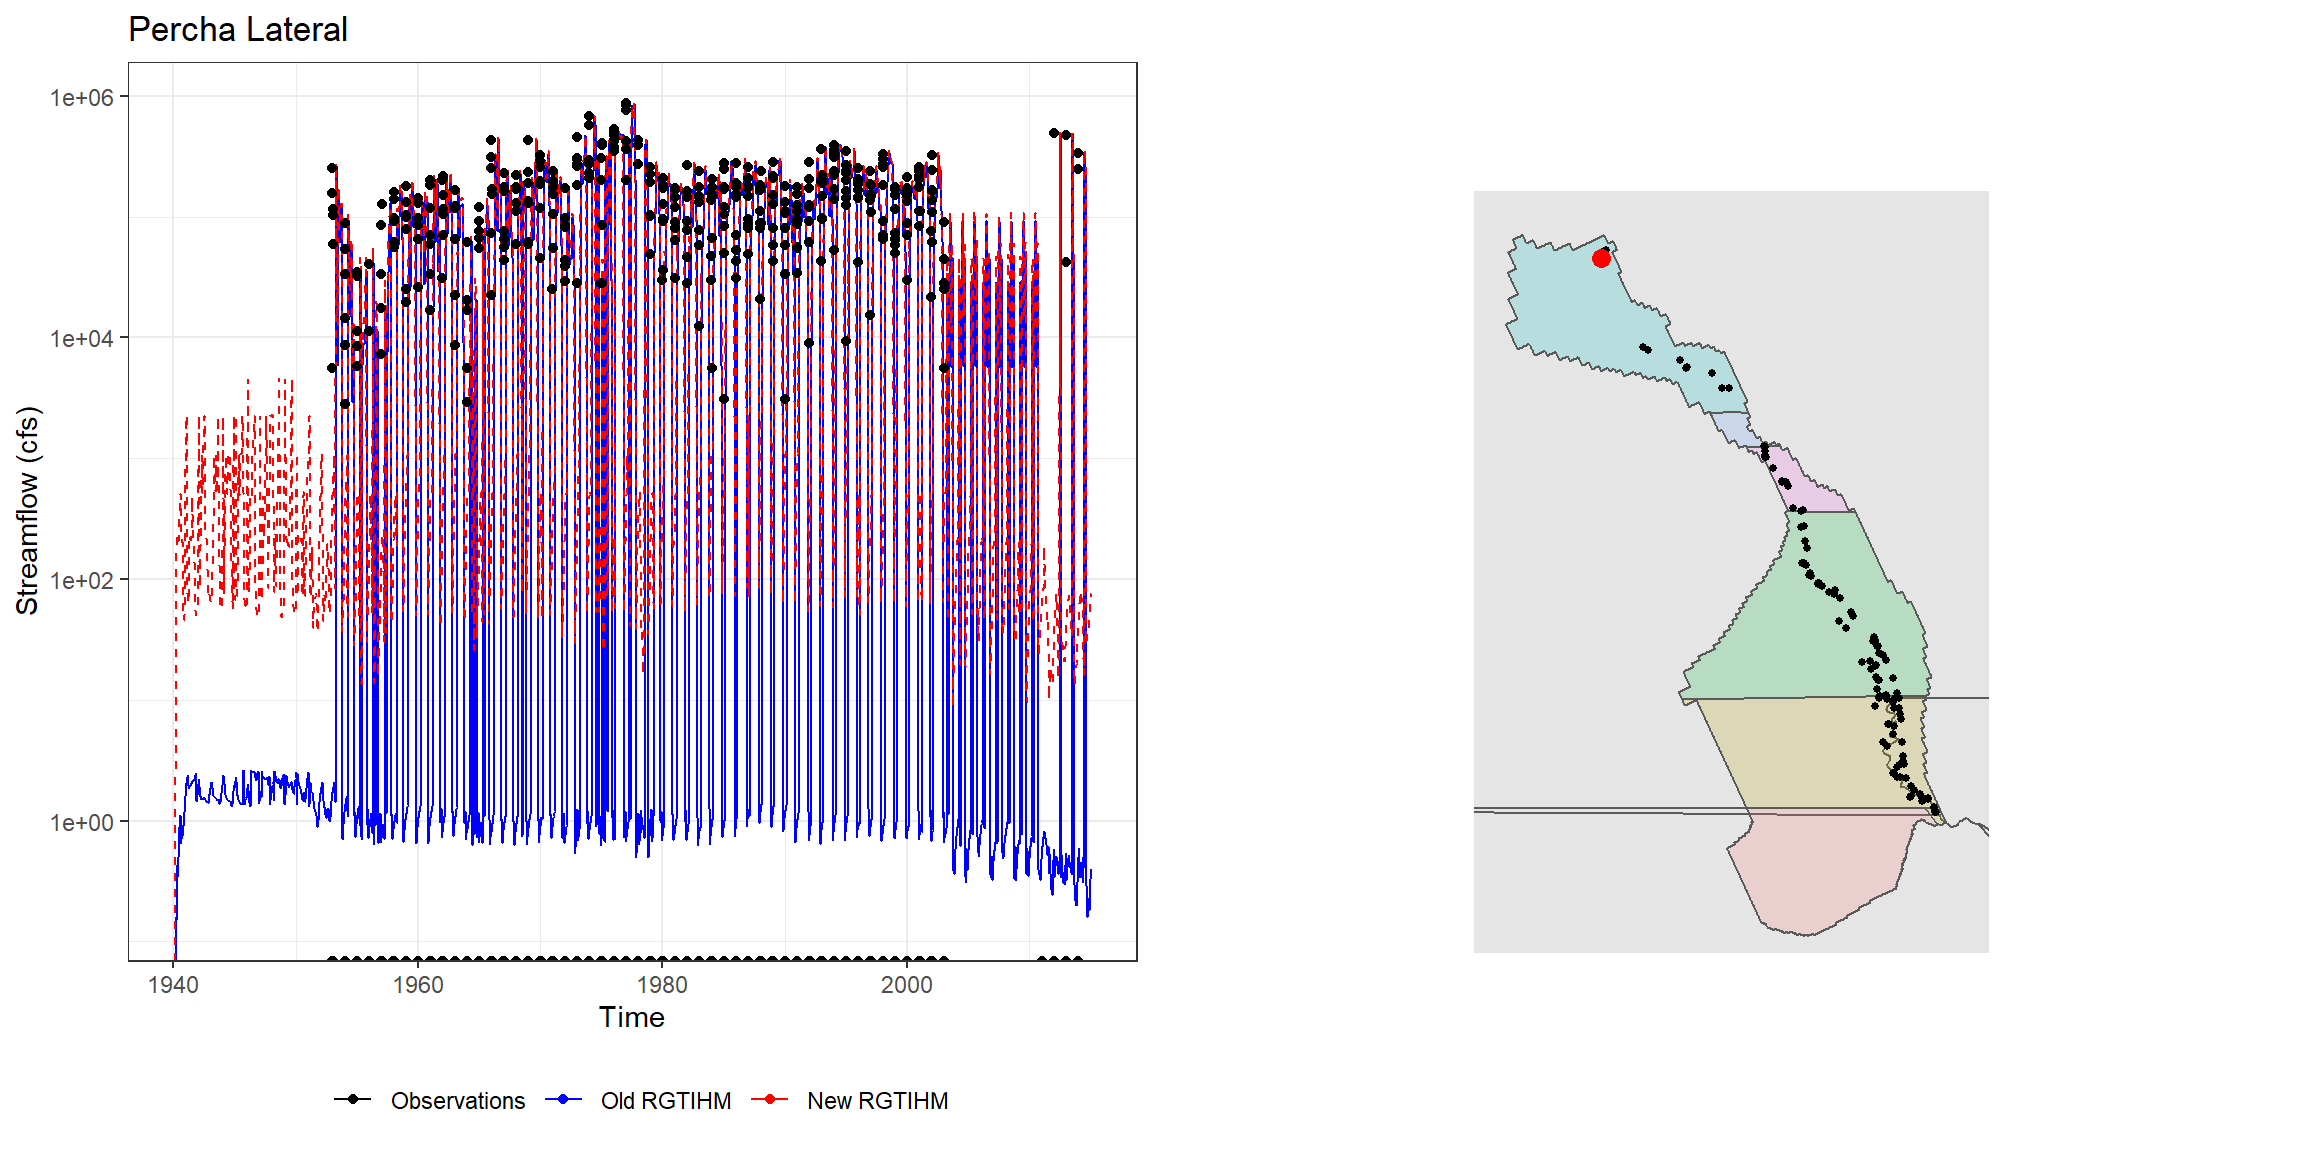 Percha Lateral
1e+06
1e+04
1e+02
1e+00
Streamflow (cfs)
1940 1960 1980 2000
Time
Observations Old RGTIHM New RGTIHM